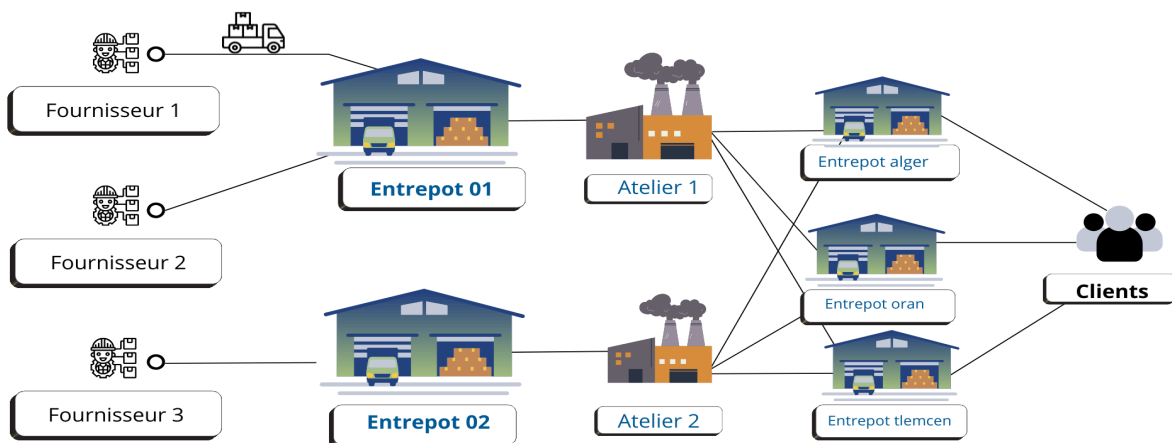 Fournisseur 1
Entrepot 01
Atelier 1
Entrepot alger
Fournisseur 2
Entrepot oran
Clients
Fournisseur 3
Entrepot 02
Atelier 2
Entrepot tlemcen